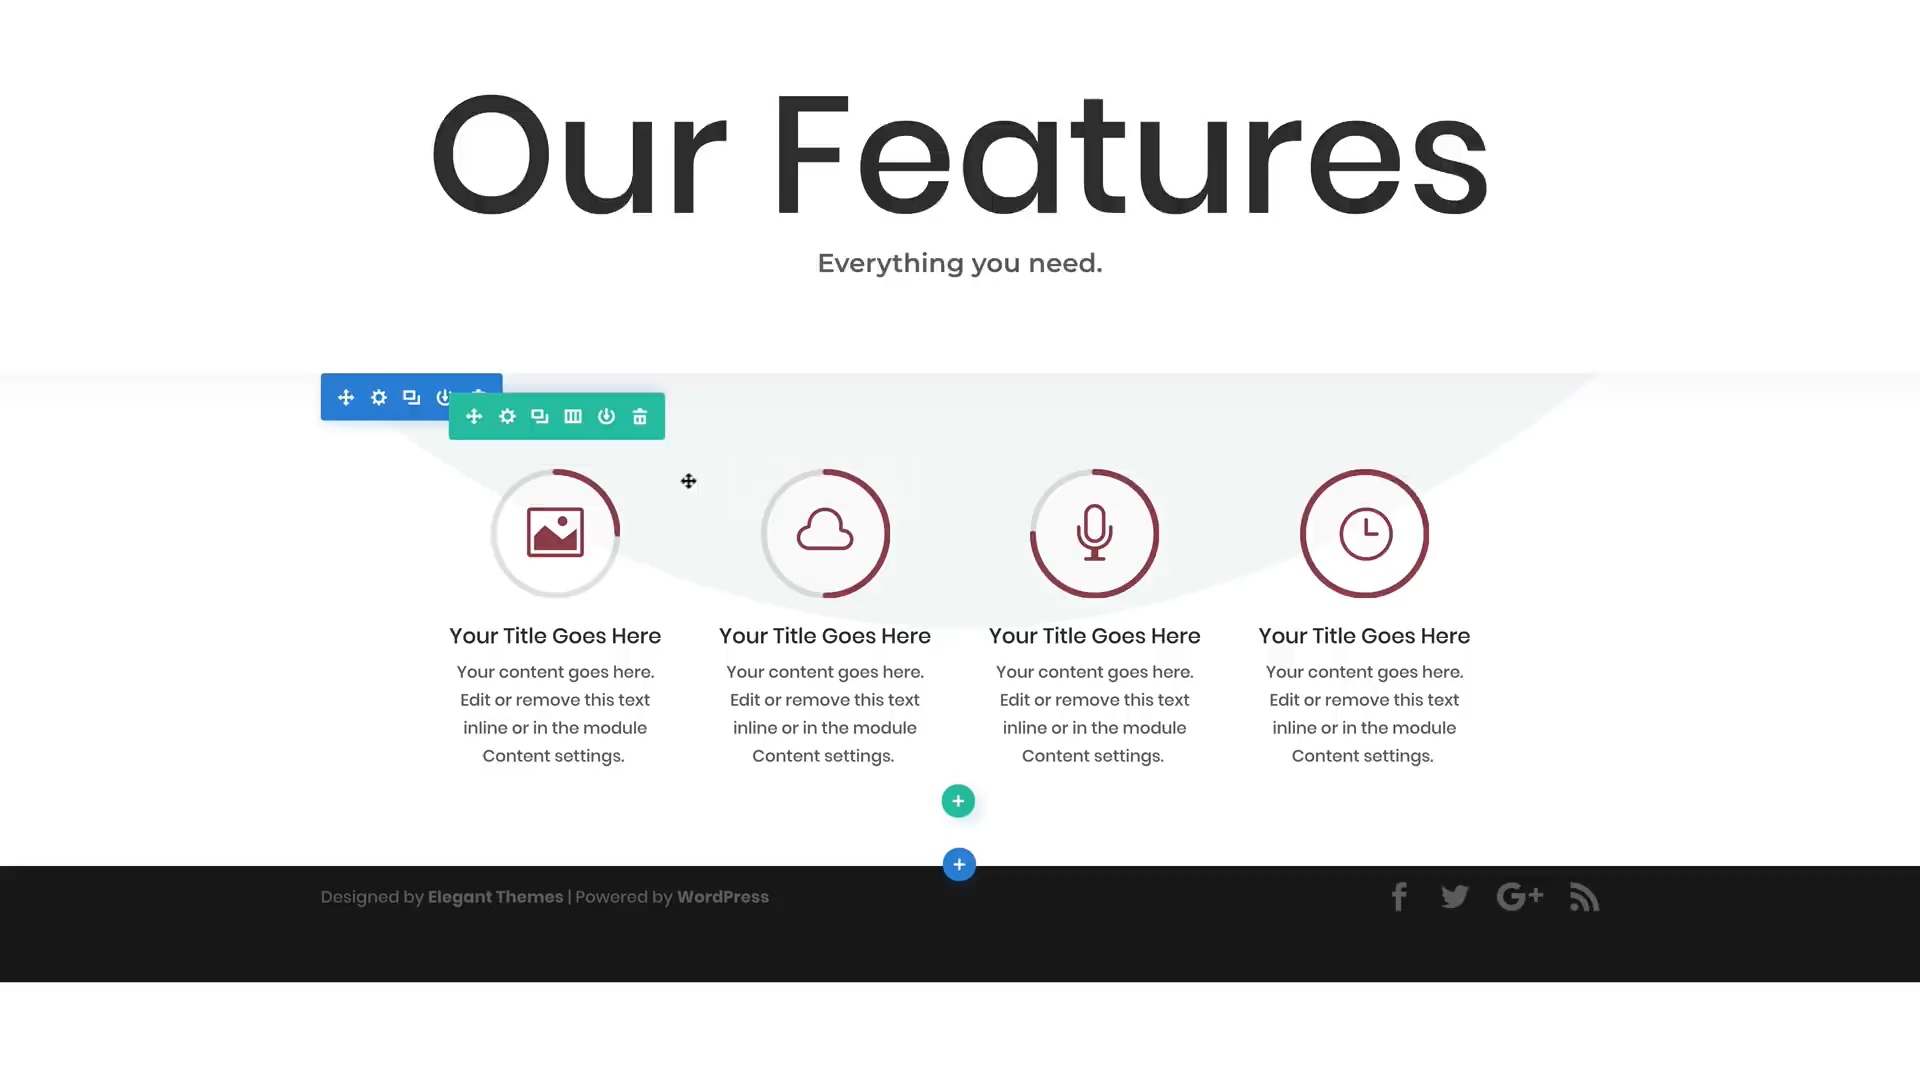 Our Features
Everything you need.
Your Title Goes Here
Your content goes here.
Edit or remove this text
inline or in the module
Content settings.
Your Title Goes Here
Your content goes here.
Edit or remove this text
inline or in the module
Content settings.
Your Title Goes Here
Your content goes here.
Edit or remove this text
inline or in the module
Content settings.
Your Title Goes Here
Your content goes here.
Edit or remove this text
inline or in the module
Content settings.
Designed by Elegant Themes | Powered by WordPress